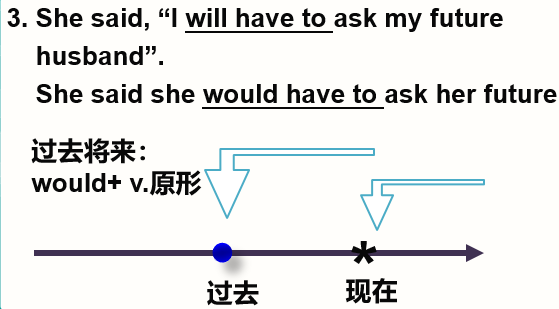 3. She said, “I will have to ask my future
husband”.
She said she would have to ask her future
过去将来：
would+ v.原形
*
过去
现在